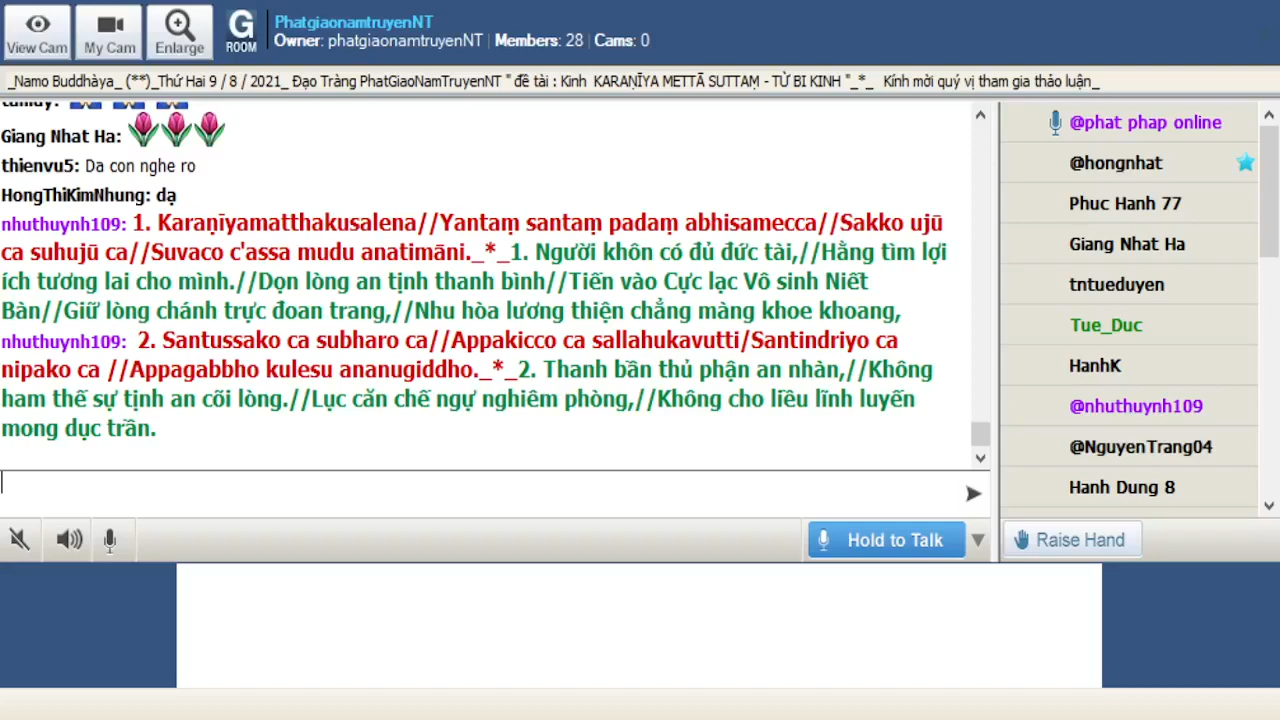 View Cam
My Cam
Enlarge
G
ROOM
PhatgiaonamtruyenNT
Owner: phatgiaonamtruyenNT | Members: 28 | Cams: 0
_Namo Buddhàya_ (**)_Thứ Hai 9 / 8 / 2021_ Đạo Tràng PhatGiaoNamTruyenNT " đề tài : Kinh KARAṆĪYA METTĀ SUTTAṂ - TỪ BI KINH "_*_ Kính mời quý vị tham gia thảo luận_
Giang Nhat Ha:
thienvu5: Da con nghe ro
HongThiKimNhung: dạ
nhuthuynh109: 1. Karaṇīyamatthakusalena//Yantaṃ santaṃ padaṃ abhisamecca//Sakko ujū
ca suhujū ca//Suvaco c'assa mudu anatimāni._*_1. Người khôn có đủ đức tài,//Hằng tìm lợi
ích tương lai cho mình.//Dọn lòng an tịnh thanh bình//Tiến vào Cực lạc Vô sinh Niết
Bàn//Giữ lòng chánh trực đoan trang,//Nhu hòa lương thiện chẳng màng khoe khoang,
nhuthuynh109: 2. Santussako ca subharo ca//Appakicco ca sallahukavutti/Santindriyo ca
nipako ca //Appagabbho kulesu ananugiddho._*_2. Thanh bần thủ phận an nhàn,//Không
ham thế sự tịnh an cõi lòng.//Lục căn chế ngự nghiêm phòng,//Không cho liều lĩnh luyến
mong dục trần.
@phat phap online
@hongnhat
Phuc Hanh 77
Giang Nhat Ha
tntueduyen
Tue_Duc
HanhK
@nhuthuynh109
@NguyenTrang04
Hanh Dung 8
Hold to Talk
Raise Hand